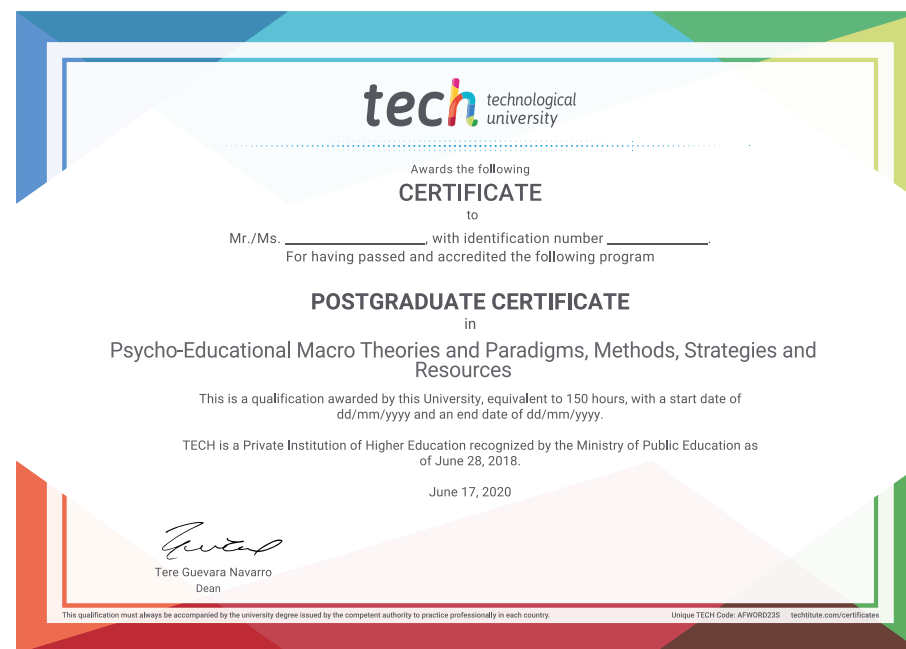 tech technological
university
Awards the following
CERTIFICATE
to
Mr./Ms. ____________________, with identification number ______________.
For having passed and accredited the following program
POSTGRADUATE CERTIFICATE
in
Psycho-Educational Macro Theories and Paradigms, Methods, Strategies and
Resources
This is a qualification awarded by this University, equivalent to 150 hours, with a start date of
dd/mm/yyyy and an end date of dd/mm/yyyy.
TECH is a Private Institution of Higher Education recognized by the Ministry of Public Education as
of June 28, 2018.
June 17, 2020
Tere Guevara Navarro
Dean
This qualification must always be accompanied by the university degree issued by the competent authority to practice professionally in each country.
Unique TECH Code: AFWORD23S techtitute.com/certificates